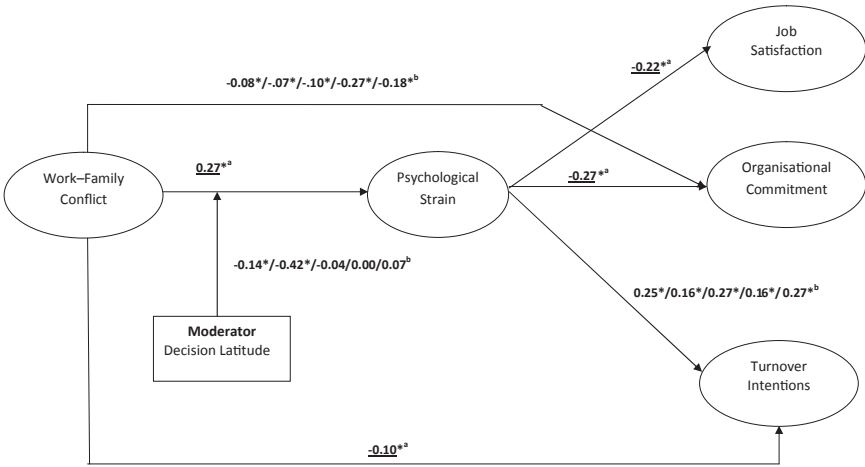 Job
Satisfaction
-0.22*a
-0.08*/-.07*/-.10*/-0.27*/-0.18*b
Work–Family
Conflict
0.27*a
Psychological
Strain
-0.27*a
Organisational
Commitment
-0.14*/-0.42*/-0.04/0.00/0.07b
0.25*/0.16*/0.27*/0.16*/ 0.27*b
Moderator
Decision Latitude
Turnover
Intentions
-0.10*a